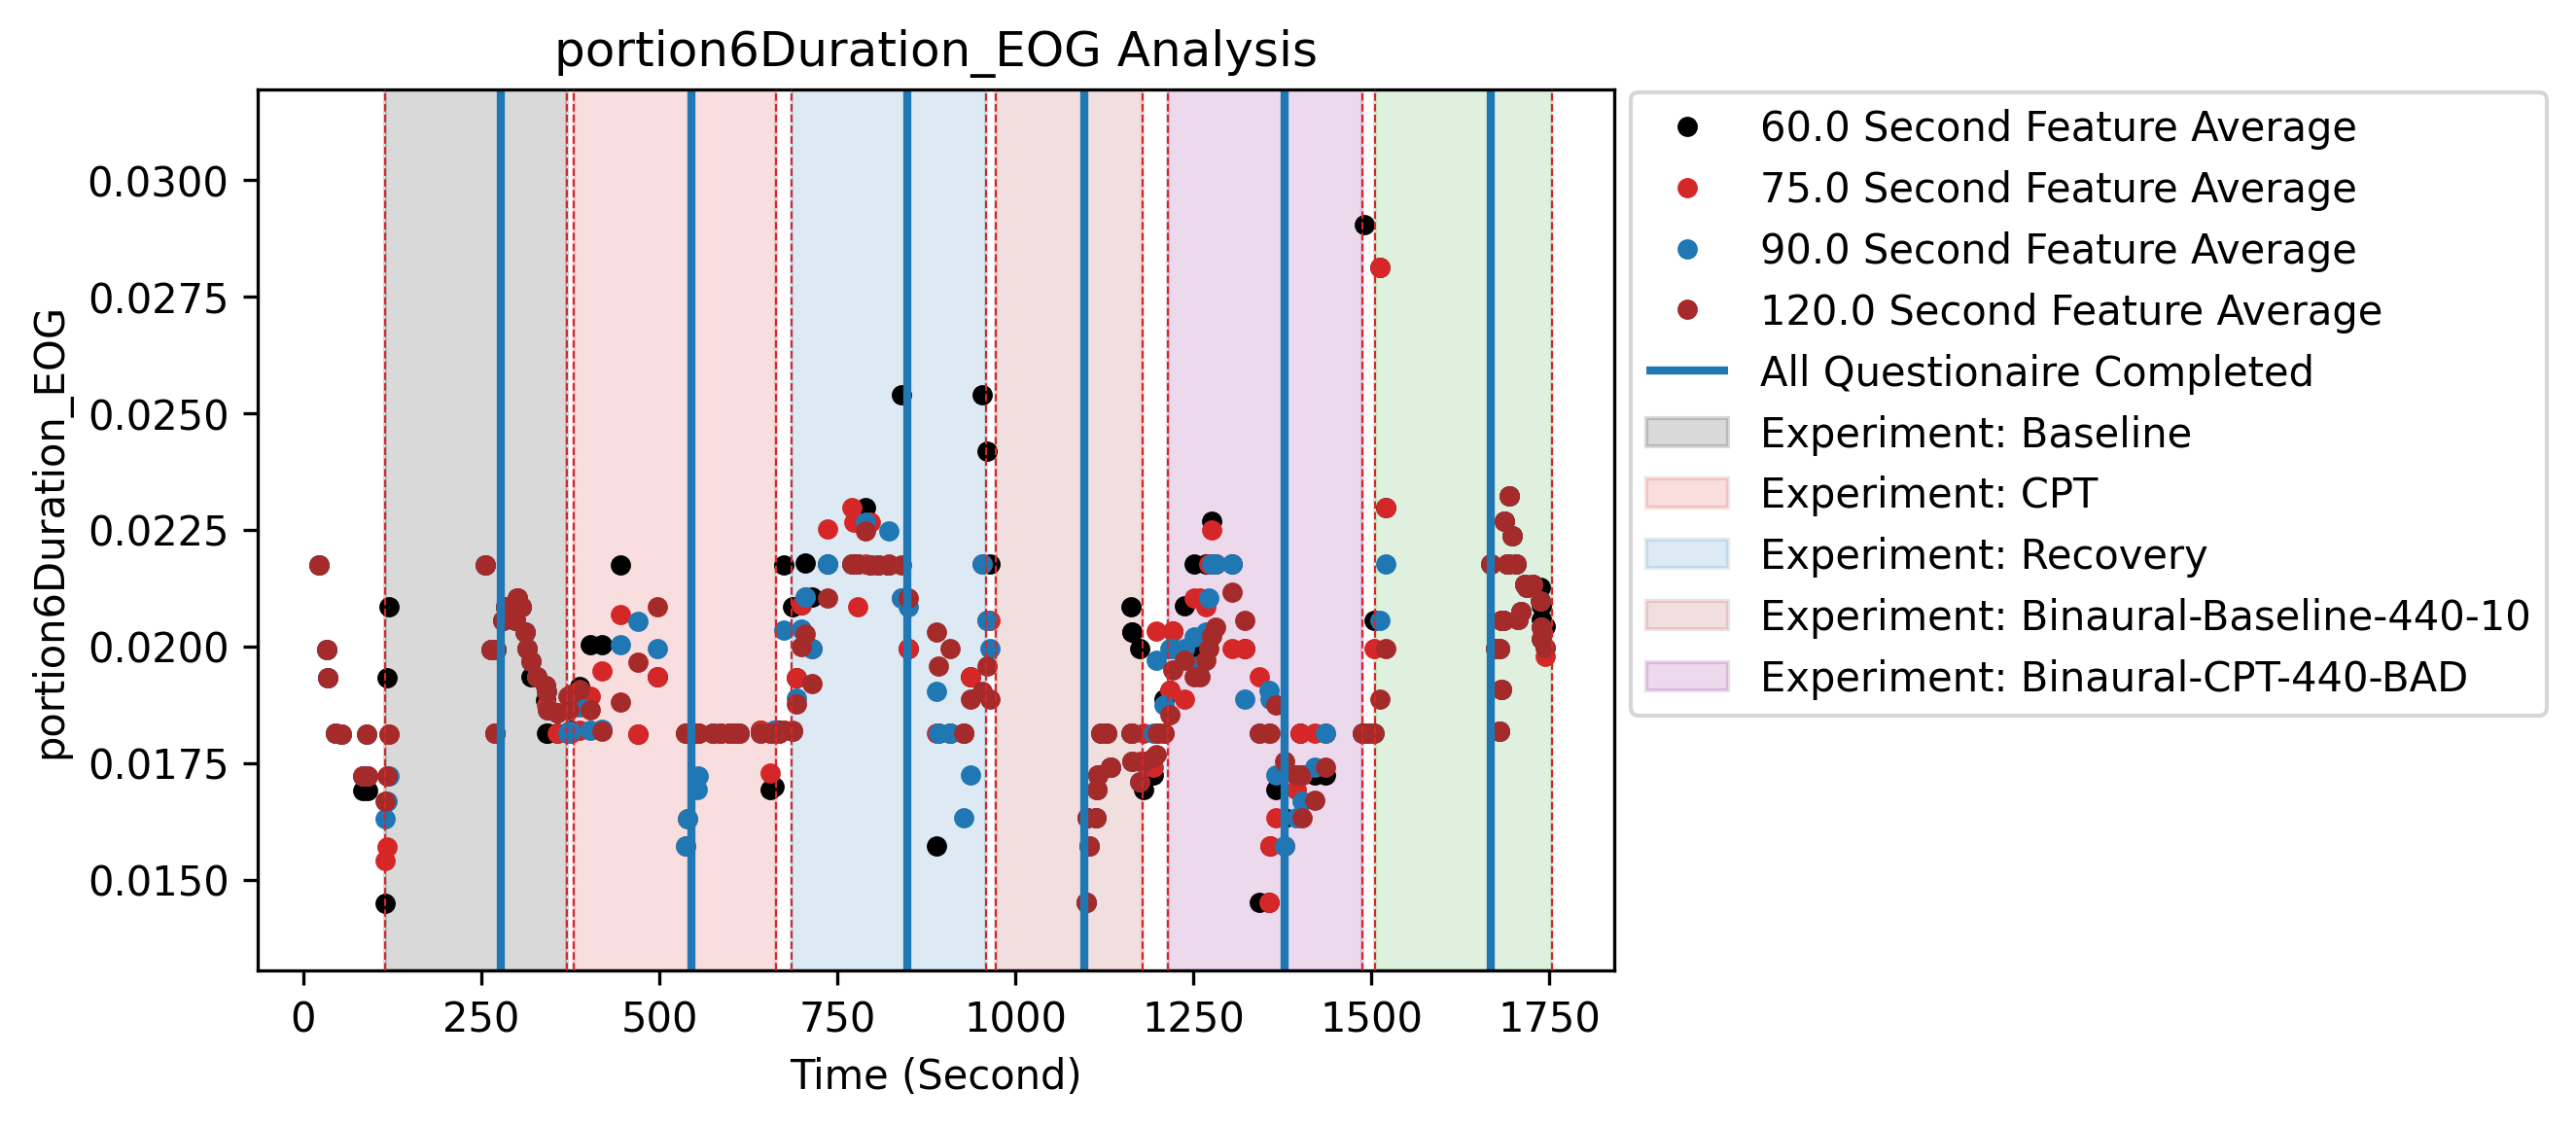 portion6Duration_EOG Analysis
portion6Duration_EOG
0.0300
0.0275
0.0250
0.0225
0.0200
0.0175
0.0150
0 250 500 750 1000 1250 1500 1750
Time (Second)
60.0 Second Feature Average
75.0 Second Feature Average
90.0 Second Feature Average
120.0 Second Feature Average
All Questionaire Completed
Experiment: Baseline
Experiment: CPT
Experiment: Recovery
Experiment: Binaural-Baseline-440-10
Experiment: Binaural-CPT-440-BAD